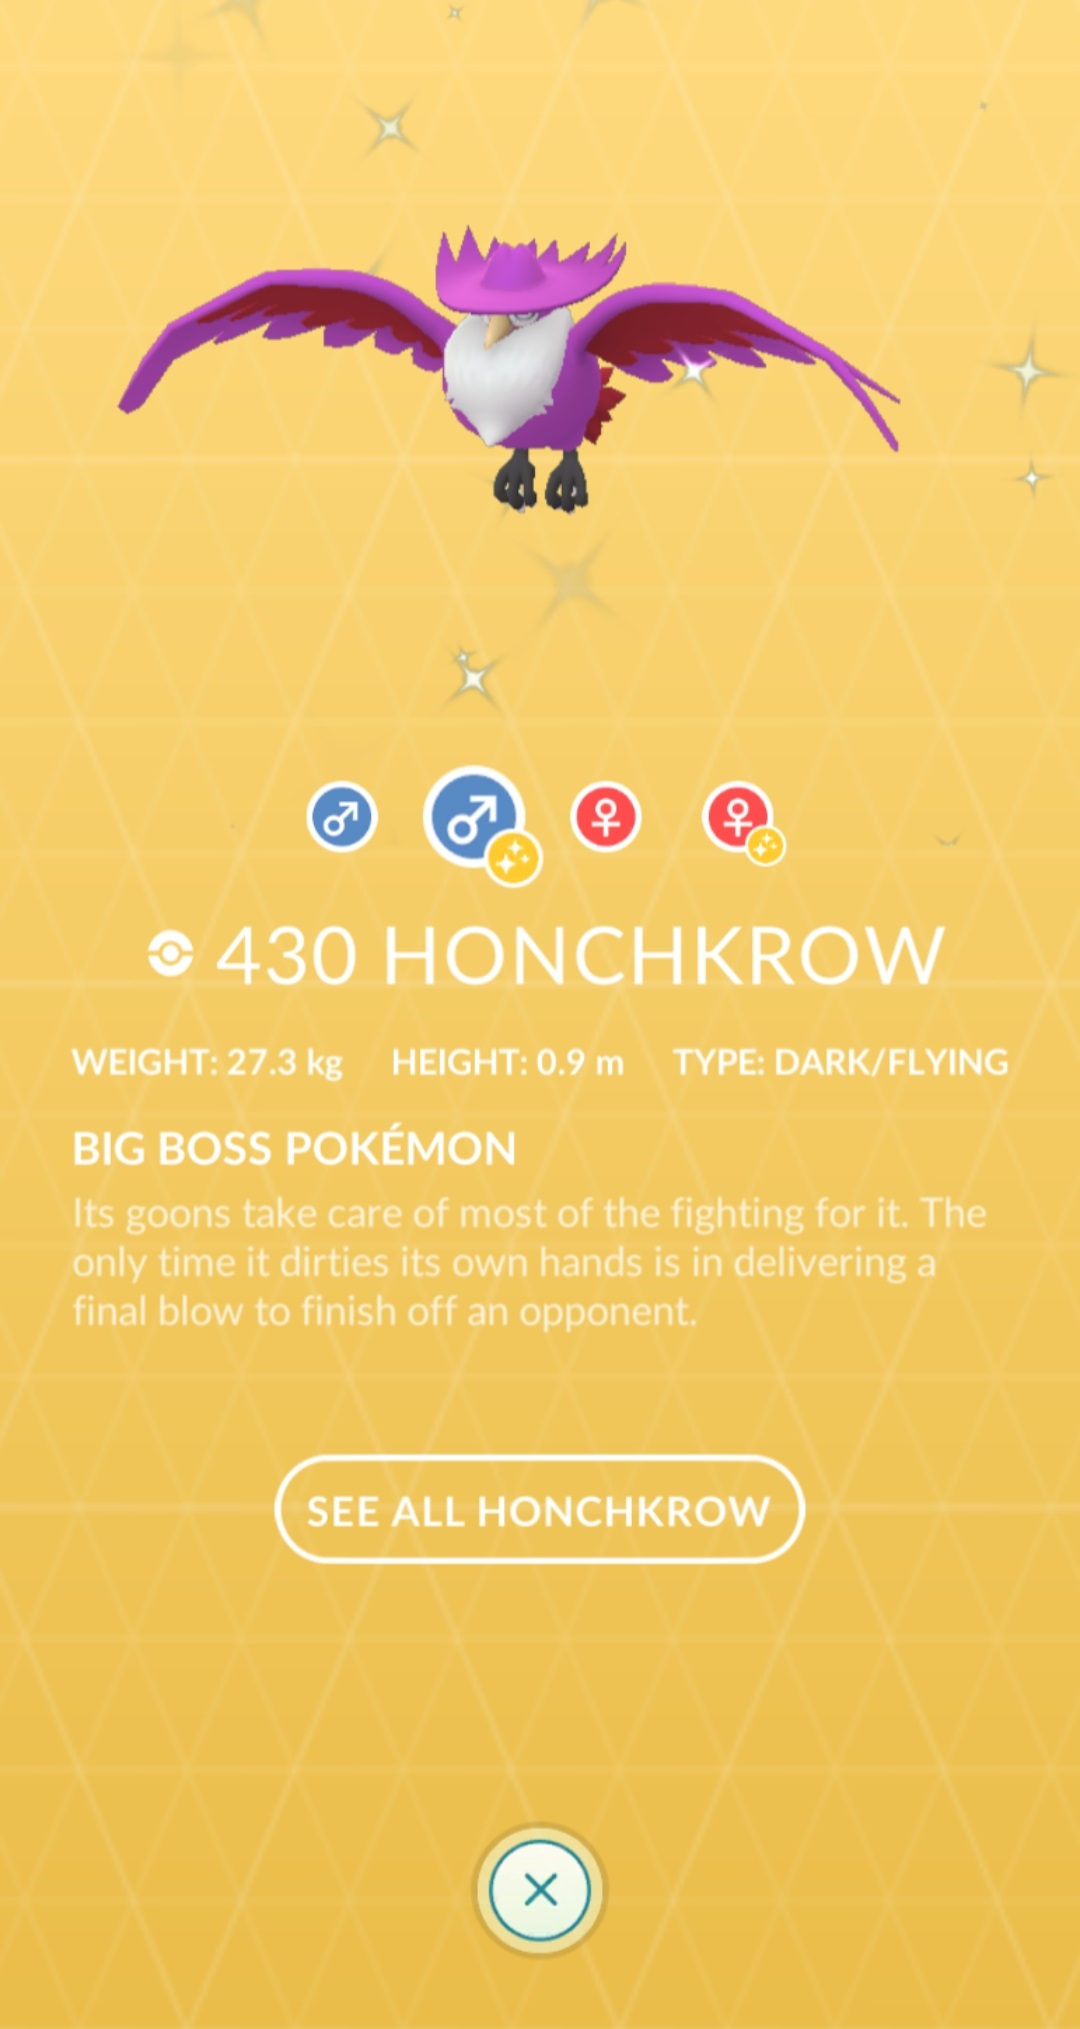 430 HONCHKROW
WEIGHT: 27.3 kg HEIGHT: 0.9 m TYPE: DARK/FLYING
BIG BOSS POKÉMON
Its goons take care of most of the fighting for it. The
only time it dirties its own hands is in delivering a
final blow to finish off an opponent.
SEE ALL HONCHKROW